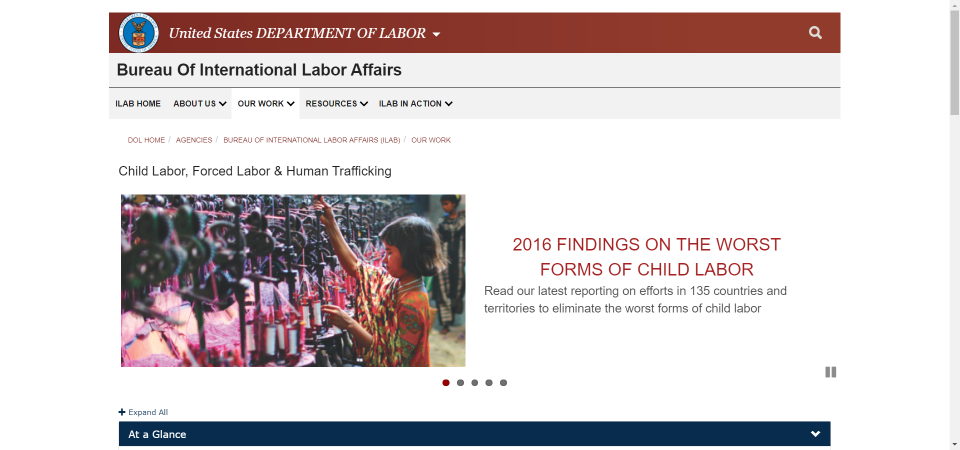 United States DEPARTMENT OF LABOR
Bureau Of International Labor Affairs
ILAB HOME ABOUT US OUR WORK RESOURCES ILAB IN ACTION
DOL HOME / AGENCIES / BUREAU OF INTERNATIONAL LABOR AFFAIRS (ILAB) / OUR WORK
Child Labor, Forced Labor & Human Trafficking
2016 FINDINGS ON THE WORST
FORMS OF CHILD LABOR
Read our latest reporting on efforts in 135 countries and
territories to eliminate the worst forms of child labor
Expand All
At a Glance